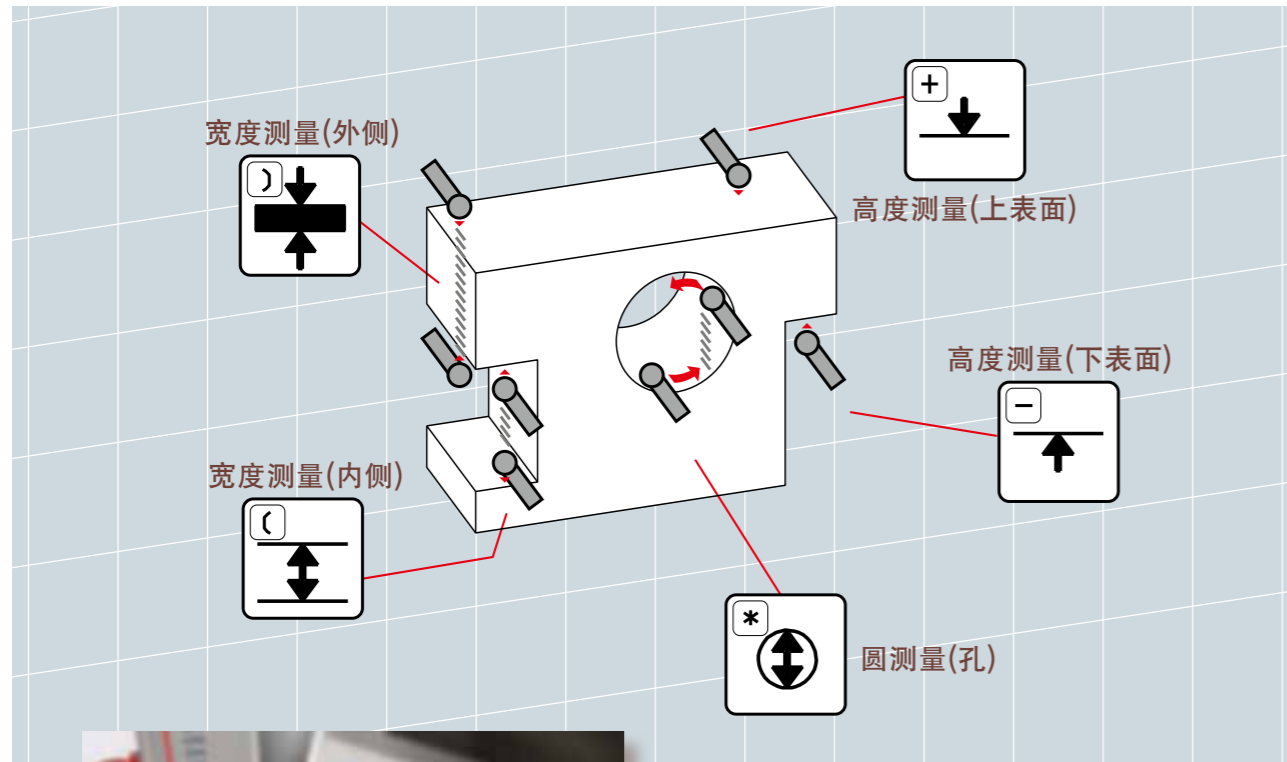 宽度测量(外侧)
)
+
高度测量(上表面)
高度测量(下表面)
−
宽度测量(内侧)
(
*
圆测量(孔)